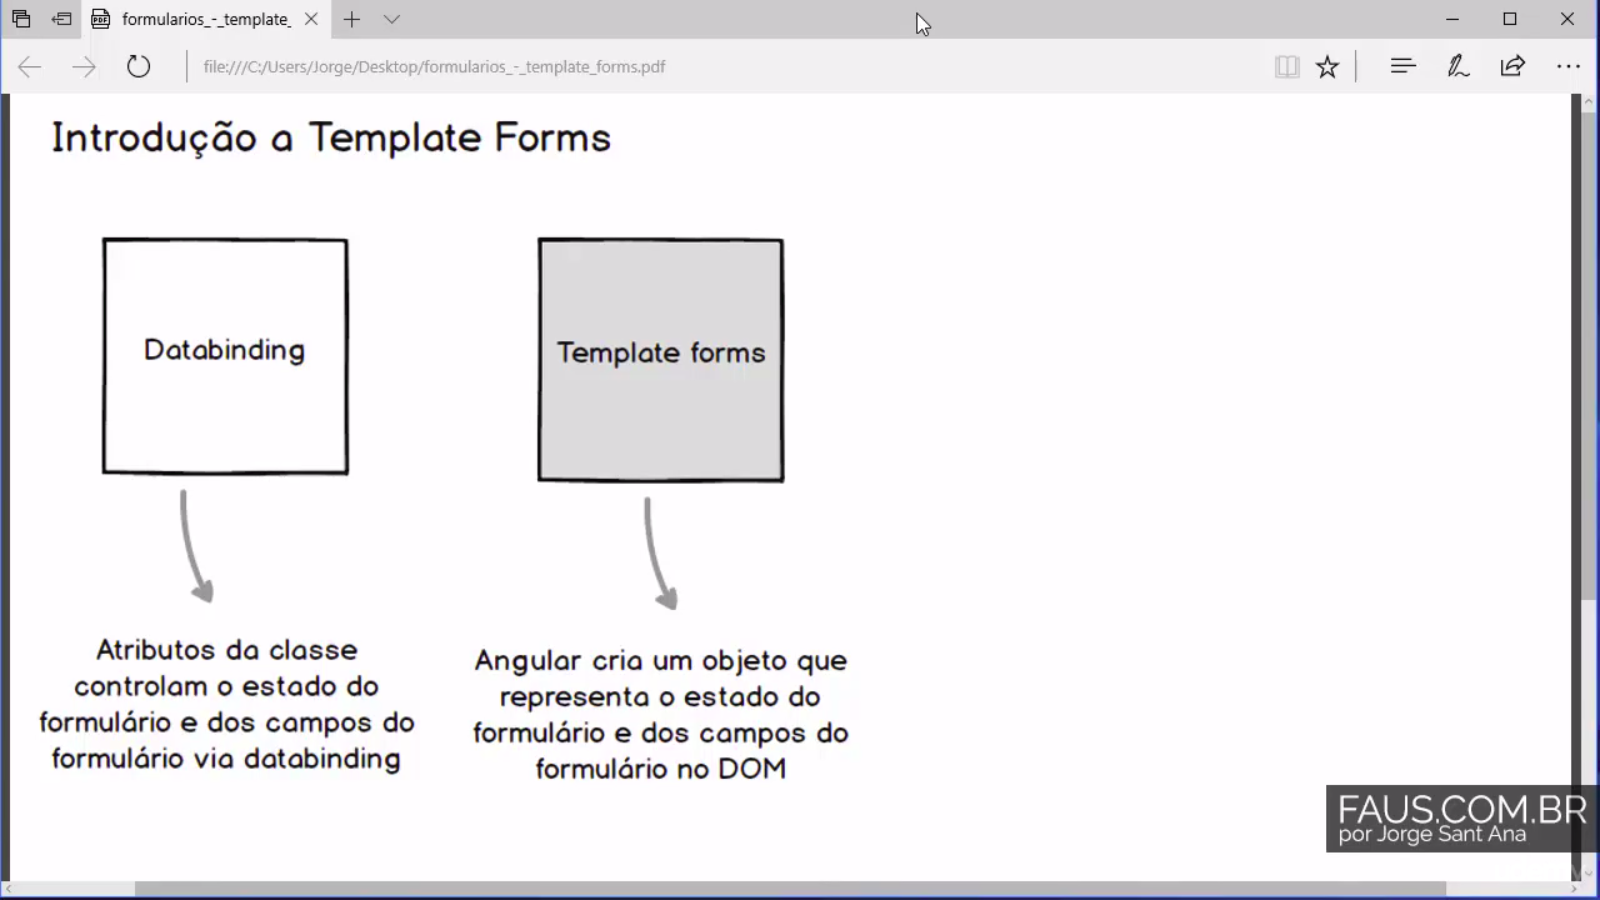 formularios_-_template_
file:///C:/Users/Jorge/Desktop/formularios_-_template_forms.pdf
Introdução a Template Forms
Databinding
Template forms
Atributos da classe
controlam o estado do
formulário e dos campos do
formulário via databinding
Angular cria um objeto que
representa o estado do
formulário e dos campos do
formulário no DOM
FAUS.COM.BR
por Jorge Sant Ana